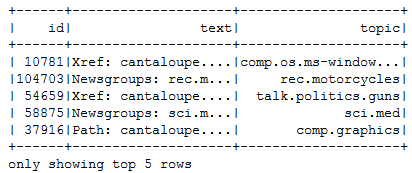 +------+--------------------+--------------------+
|    id|                text|               topic|
+------+--------------------+--------------------+
| 10781|Xref: cantaloupe....|comp.os.ms-window...|
|104703|Newsgroups: rec.m...|     rec.motorcycles|
| 54659|Xref: cantaloupe....|  talk.politics.guns|
| 58875|Newsgroups: sci.m...|             sci.med|
| 37916|Path: cantaloupe....|       comp.graphics|
+------+--------------------+--------------------+
only showing top 5 rows